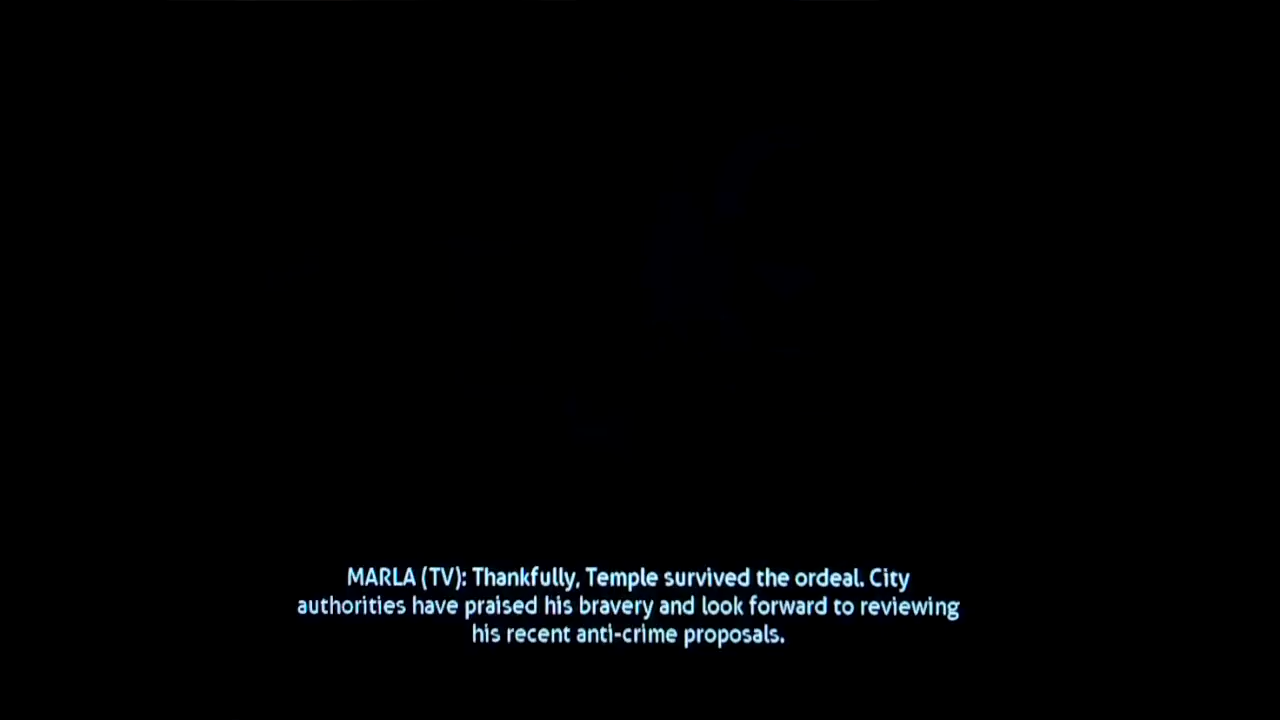 MARLA (TV): Thankfully, Temple survived the ordeal. City
authorities have praised his bravery and look forward to reviewing
his recent anti-crime proposals.